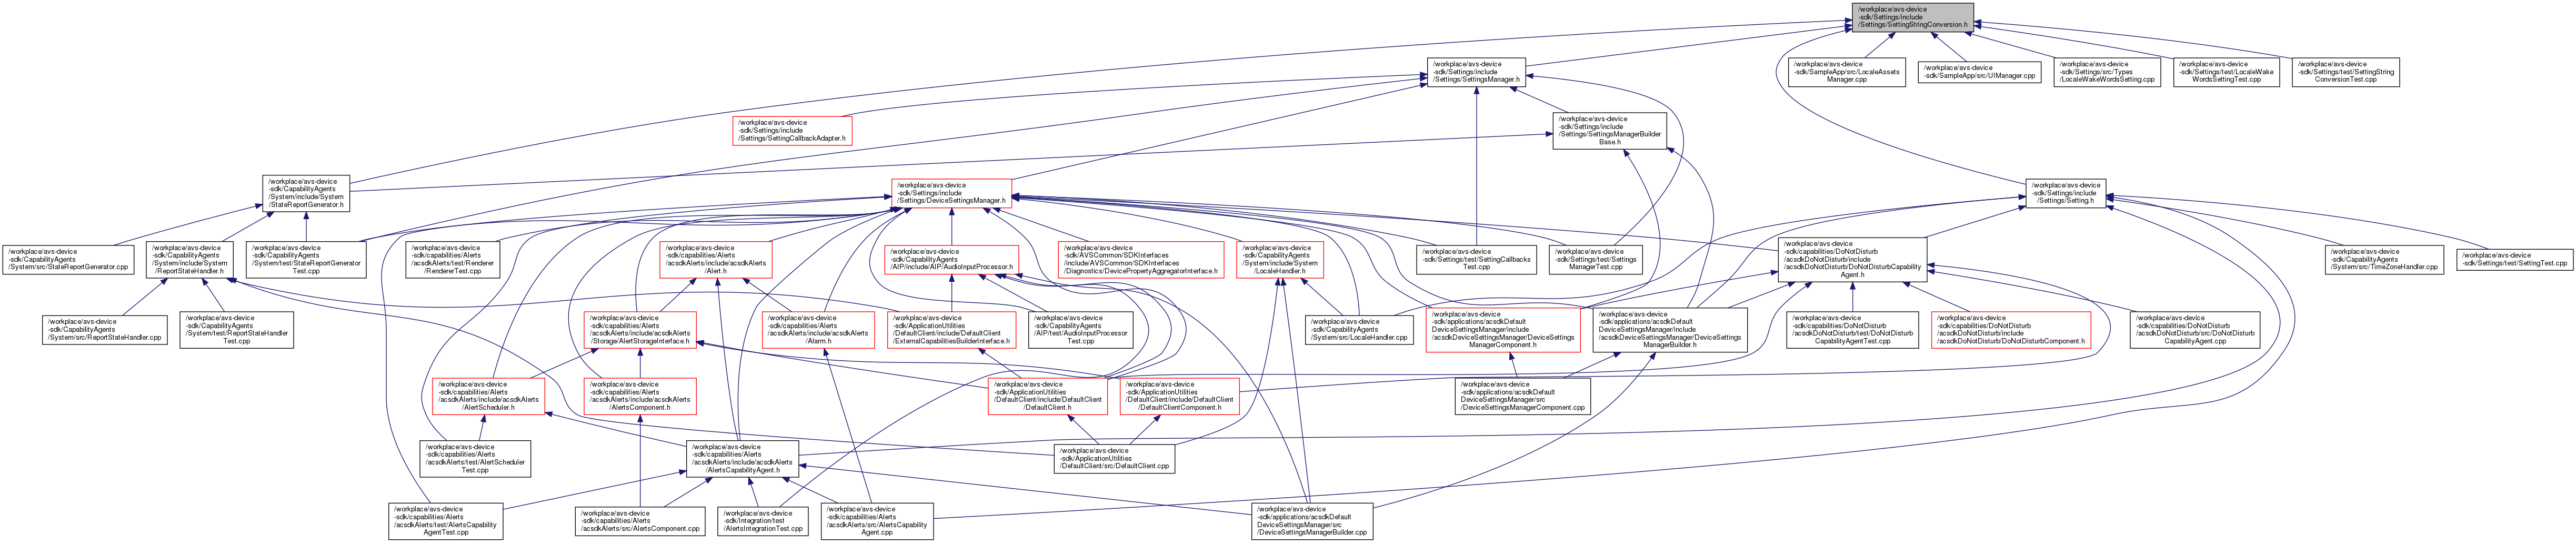 /workplace/avs-device
-sdk/Settings/include
/Settings/SettingStringConversion.h
/workplace/avs-device
-sdk/Settings/include
/Settings/SettingsManager.h
/workplace/avs-device
-sdk/SampleApp/src/LocaleAssets
Manager.cpp
/workplace/avs-device
-sdk/SampleApp/src/UIManager.cpp
/workplace/avs-device
-sdk/Settings/src/Types
/LocaleWakeWordsSetting.cpp
/workplace/avs-device
-sdk/Settings/test/LocaleWake
WordsSettingTest.cpp
/workplace/avs-device
-sdk/Settings/test/SettingString
ConversionTest.cpp
/workplace/avs-device
-sdk/Settings/include
/Settings/SettingCallbackAdapter.h
/workplace/avs-device
-sdk/Settings/include
/Settings/SettingsManagerBuilder
Base.h
/workplace/avs-device
-sdk/CapabilityAgents
/System/include/System
/StateReportGenerator.h
/workplace/avs-device
-sdk/Settings/include
/Settings/DeviceSettingsManager.h
/workplace/avs-device
-sdk/Settings/include
/Settings/Setting.h
/workplace/avs-device
-sdk/CapabilityAgents
/System/src/StateReportGenerator.cpp
/workplace/avs-device
-sdk/CapabilityAgents
/System/include/System
/ReportStateHandler.h
/workplace/avs-device
-sdk/CapabilityAgents
/System/test/StateReportGenerator
Test.cpp
/workplace/avs-device
-sdk/capabilities/Alerts
/acsdkAlerts/test/Renderer
/RendererTest.cpp
/workplace/avs-device
-sdk/capabilities/Alerts
/acsdkAlerts/include/acsdkAlerts
/Alert.h
/workplace/avs-device
-sdk/CapabilityAgents
/AIP/include/AIP/AudioInputProcessor.h
/workplace/avs-device
-sdk/AVSCommon/SDKInterfaces
/include/AVSCommon/SDKInterfaces
/Diagnostics/DevicePropertyAggregatorInterface.h
/workplace/avs-device
-sdk/CapabilityAgents
/System/include/System
/LocaleHandler.h
/workplace/avs-device
-sdk/Settings/test/SettingCallbacks
Test.cpp
/workplace/avs-device
-sdk/Settings/test/Settings
ManagerTest.cpp
/workplace/avs-device
-sdk/capabilities/DoNotDisturb
/acsdkDoNotDisturb/include
/acsdkDoNotDisturb/DoNotDisturbCapability
Agent.h
/workplace/avs-device
-sdk/CapabilityAgents
/System/src/TimeZoneHandler.cpp
/workplace/avs-device
-sdk/Settings/test/SettingTest.cpp
/workplace/avs-device
-sdk/CapabilityAgents
/System/src/ReportStateHandler.cpp
/workplace/avs-device
-sdk/CapabilityAgents
/System/test/ReportStateHandler
Test.cpp
/workplace/avs-device
-sdk/capabilities/Alerts
/acsdkAlerts/include/acsdkAlerts
/Storage/AlertStorageInterface.h
/workplace/avs-device
-sdk/capabilities/Alerts
/acsdkAlerts/include/acsdkAlerts
/Alarm.h
/workplace/avs-device
-sdk/ApplicationUtilities
/DefaultClient/include/DefaultClient
/ExternalCapabilitiesBuilderInterface.h
/workplace/avs-device
-sdk/CapabilityAgents
/AIP/test/AudioInputProcessor
Test.cpp
/workplace/avs-device
-sdk/CapabilityAgents
/System/src/LocaleHandler.cpp
/workplace/avs-device
-sdk/applications/acsdkDefault
DeviceSettingsManager/include
/acsdkDeviceSettingsManager/DeviceSettings
ManagerComponent.h
/workplace/avs-device
-sdk/applications/acsdkDefault
DeviceSettingsManager/include
/acsdkDeviceSettingsManager/DeviceSettings
ManagerBuilder.h
/workplace/avs-device
-sdk/capabilities/DoNotDisturb
/acsdkDoNotDisturb/test/DoNotDisturb
CapabilityAgentTest.cpp
/workplace/avs-device
-sdk/capabilities/DoNotDisturb
/acsdkDoNotDisturb/include
/acsdkDoNotDisturb/DoNotDisturbComponent.h
/workplace/avs-device
-sdk/capabilities/DoNotDisturb
/acsdkDoNotDisturb/src/DoNotDisturb
CapabilityAgent.cpp
/workplace/avs-device
-sdk/capabilities/Alerts
/acsdkAlerts/include/acsdkAlerts
/AlertScheduler.h
/workplace/avs-device
-sdk/capabilities/Alerts
/acsdkAlerts/include/acsdkAlerts
/AlertsComponent.h
/workplace/avs-device
-sdk/ApplicationUtilities
/DefaultClient/include/DefaultClient
/DefaultClient.h
/workplace/avs-device
-sdk/ApplicationUtilities
/DefaultClient/include/DefaultClient
/DefaultClientComponent.h
/workplace/avs-device
-sdk/applications/acsdkDefault
DeviceSettingsManager/src
/DeviceSettingsManagerComponent.cpp
/workplace/avs-device
-sdk/capabilities/Alerts
/acsdkAlerts/test/AlertScheduler
Test.cpp
/workplace/avs-device
-sdk/capabilities/Alerts
/acsdkAlerts/include/acsdkAlerts
/AlertsCapabilityAgent.h
/workplace/avs-device
-sdk/ApplicationUtilities
/DefaultClient/src/DefaultClient.cpp
/workplace/avs-device
-sdk/capabilities/Alerts
/acsdkAlerts/test/AlertsCapability
AgentTest.cpp
/workplace/avs-device
-sdk/capabilities/Alerts
/acsdkAlerts/src/AlertsComponent.cpp
/workplace/avs-device
-sdk/Integration/test
/AlertsIntegrationTest.cpp
/workplace/avs-device
-sdk/capabilities/Alerts
/acsdkAlerts/src/AlertsCapability
Agent.cpp
/workplace/avs-device
-sdk/applications/acsdkDefault
DeviceSettingsManager/src
/DeviceSettingsManagerBuilder.cpp